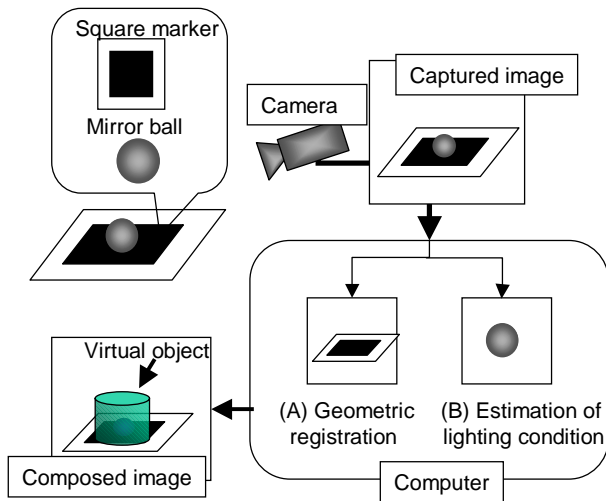 Square marker
Mirror ball
Camera
Captured image
Virtual object
Composed image
(A) Geometric
registration
(B) Estimation of
lighting condition
Computer